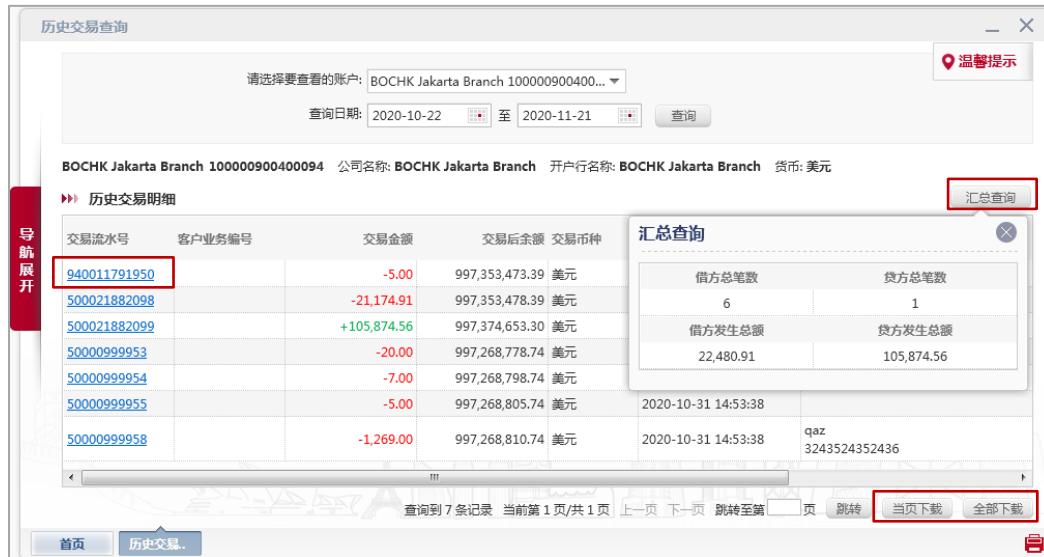 历史交易查询
温馨提示
请选择要查看的账户: BOCHK Jakarta Branch 100000900400...
查询日期: 2020-10-22 至 2020-11-21 查询
BOCHK Jakarta Branch 100000900400094 公司名称: BOCHK Jakarta Branch 开户行名称: BOCHK Jakarta Branch 货币: 美元
历史交易明细 汇总查询
导航展开
交易流水号 客户业务编号 交易金额 交易后余额 交易币种
940011791950 -5.00 997,353,473.39 美元
500021882098 -21,174.91 997,353,478.39 美元
500021882099 +105,874.56 997,374,653.30 美元
50000999953 -20.00 997,268,778.74 美元
50000999954 -7.00 997,268,798.74 美元
50000999955 -5.00 997,268,805.74 美元 2020-10-31 14:53:38
50000999958 -1,269.00 997,268,810.74 美元 2020-10-31 14:53:38 qaz
3243524352436
汇总查询
借方总笔数 贷方总笔数
6 1
借方发生总额 贷方发生总额
22,480.91 105,874.56
查询到 7 条记录 当前第 1 页/共 1 页 上一页 下一页 跳转至第 页 跳转 当页下载 全部下载
首页 历史交易..